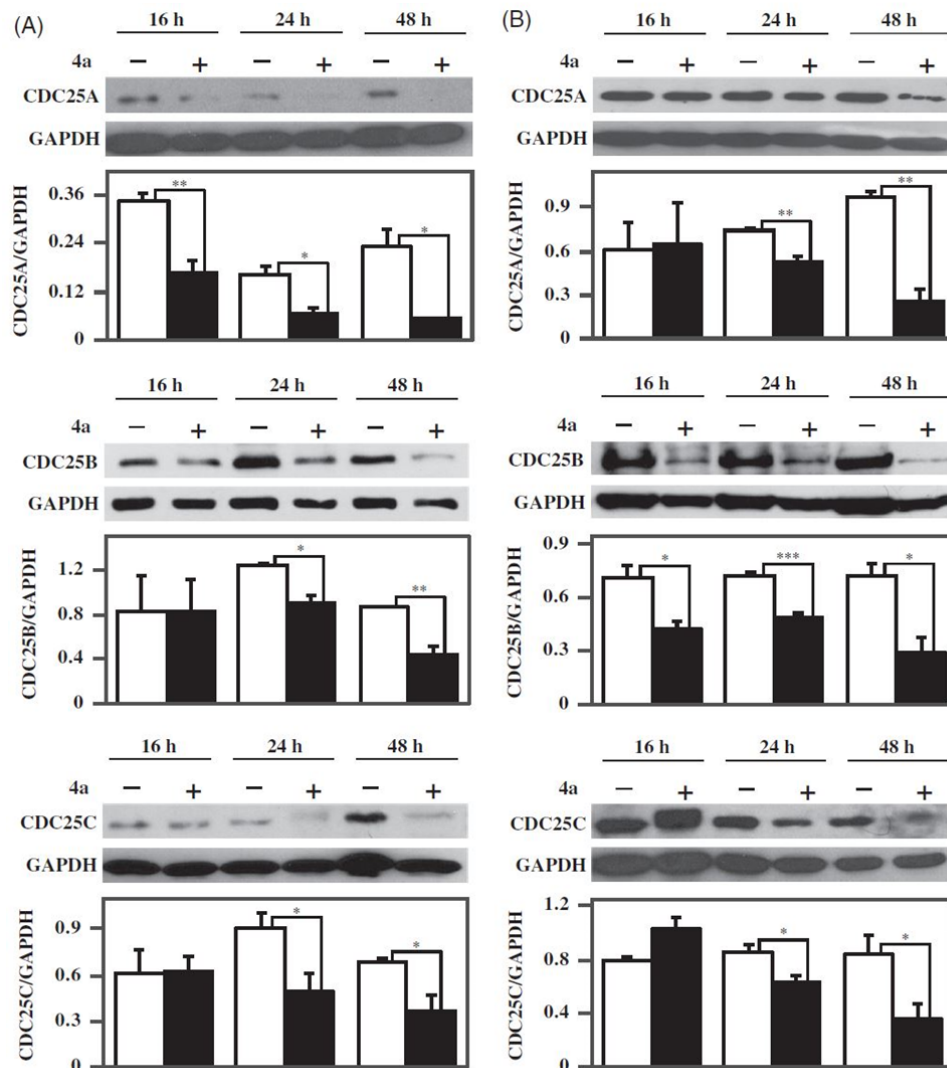 (A)
16 h 24 h 48 h
4a − + − + − +
CDC25A
GAPDH
CDC25A/GAPDH
0.36
0.24
0.12
0
** * *
16 h 24 h 48 h
4a − + − + − +
CDC25B
GAPDH
CDC25B/GAPDH
1.2
0.8
0.4
0
* **
16 h 24 h 48 h
4a − + − + − +
CDC25C
GAPDH
CDC25C/GAPDH
0.9
0.6
0.3
0
* *
(B)
16 h 24 h 48 h
4a − + − + − +
CDC25A
GAPDH
CDC25A/GAPDH
0.9
0.6
0.3
0
** **
16 h 24 h 48 h
4a − + − + − +
CDC25B
GAPDH
CDC25B/GAPDH
0.9
0.6
0.3
0
* *** *
16 h 24 h 48 h
4a − + − + − +
CDC25C
GAPDH
CDC25C/GAPDH
1.2
0.8
0.4
0
* *